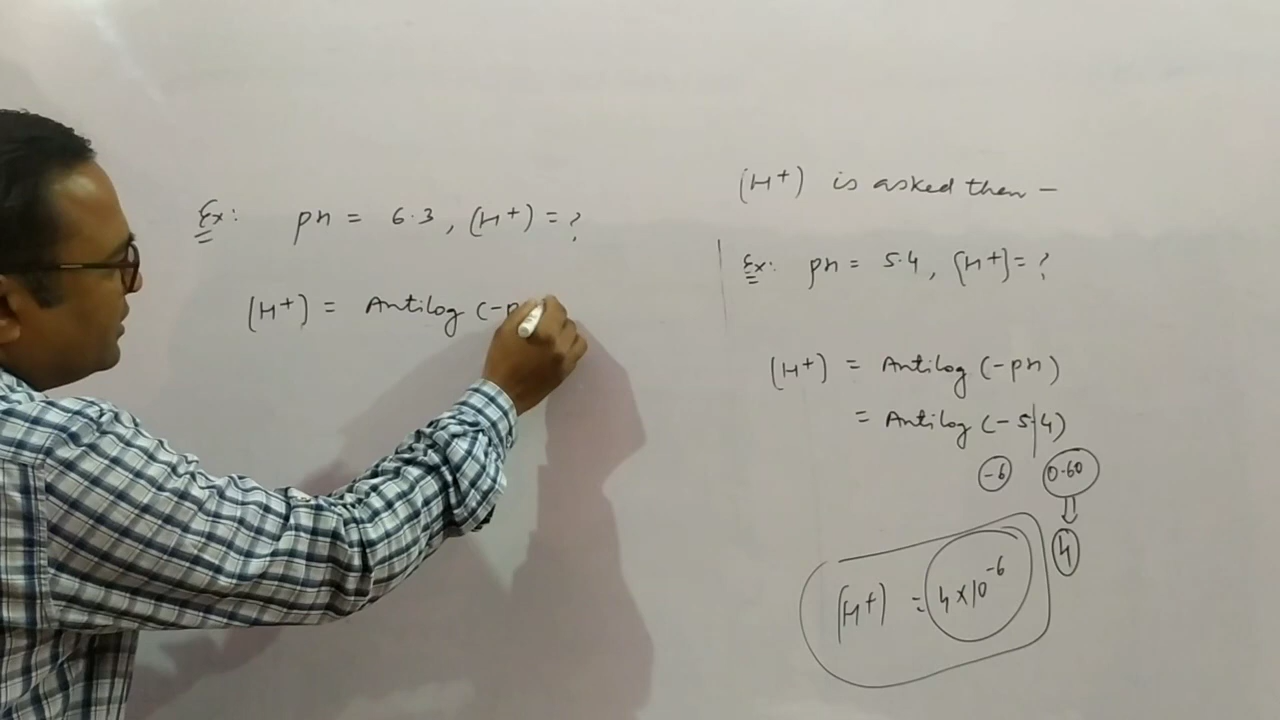 Ex: pH = 6.3, (H+) = ?
(H+) = Antilog (-p
(H+) is asked then —
Ex: pH = 5.4, (H+) = ?
(H+) = Antilog (-pH)
= Antilog (-5.4)
-6 0.60
4
(H+) = 4×10⁻⁶